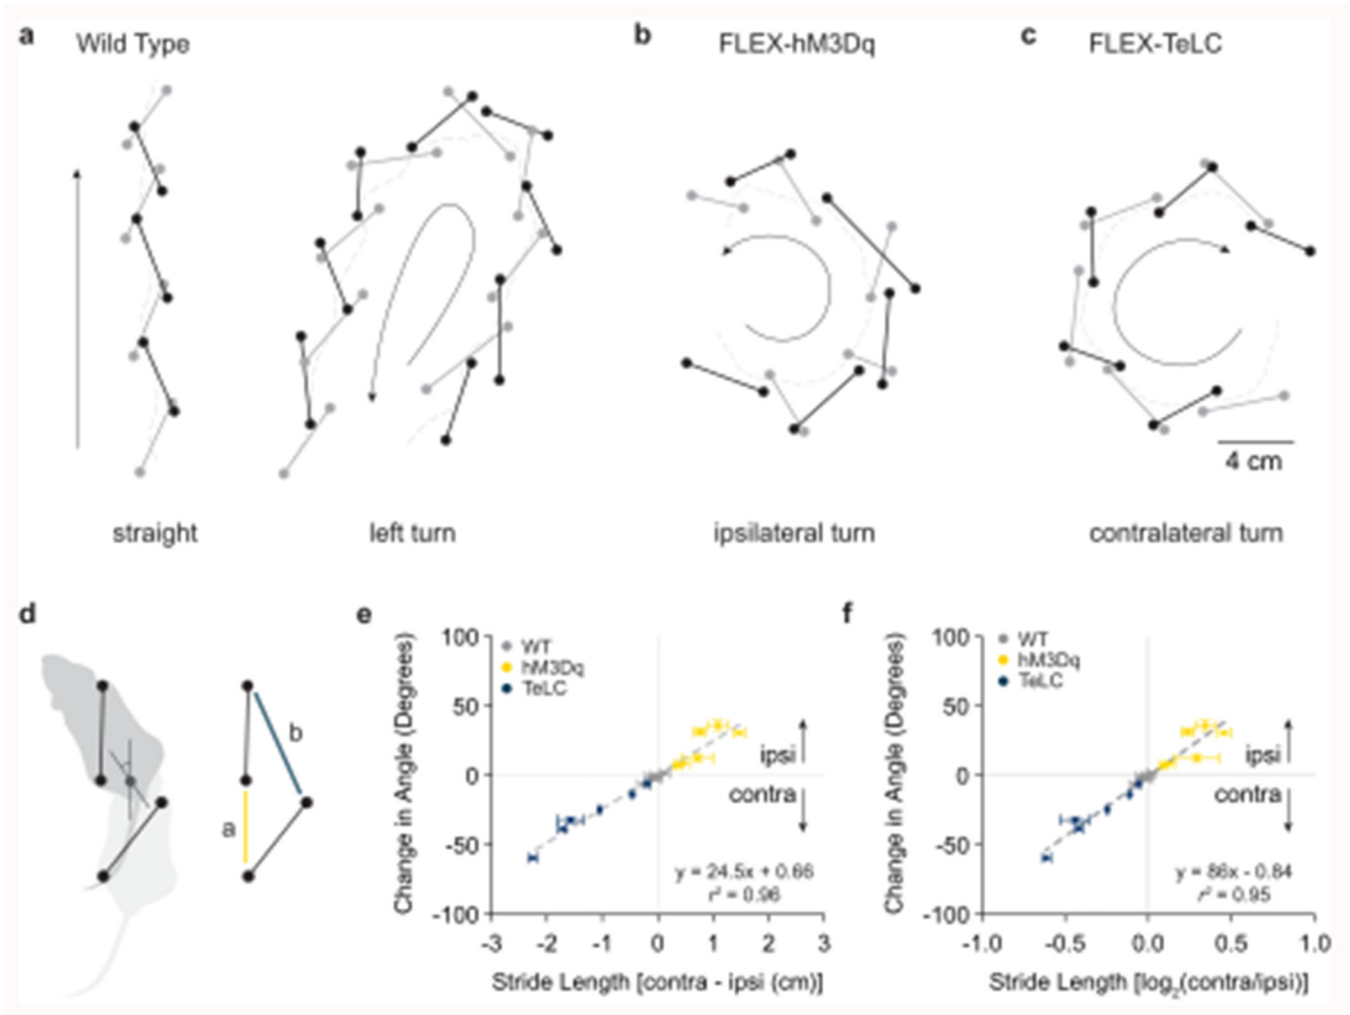 a Wild Type
b FLEX-hM3Dq
c FLEX-TeLC
4 cm
straight
left turn
ipsilateral turn
contralateral turn
d
b
a
e
Change in Angle (Degrees)
100
50
0
-50
-100
WT
hM3Dq
TeLC
ipsi
contra
y = 24.5x + 0.66
r² = 0.96
-3 -2 -1 0 1 2 3
Stride Length [contra - ipsi (cm)]
f
Change in Angle (Degrees)
100
50
0
-50
-100
WT
hM3Dq
TeLC
ipsi
contra
y = 86x - 0.84
r² = 0.95
-1.0 -0.5 0.0 0.5 1.0
Stride Length [log₂(contra/ipsi)]